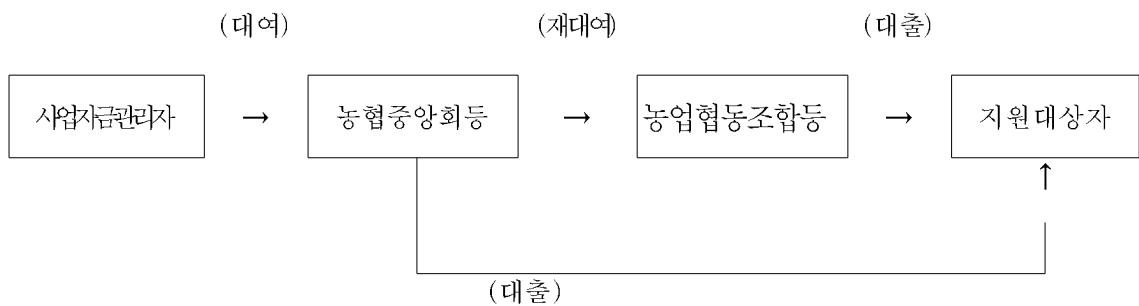 (대여) (재대여) (대출)
사업자금관리자 → 농협중앙회등 → 농업협동조합등 → 지원대상자
(대출)